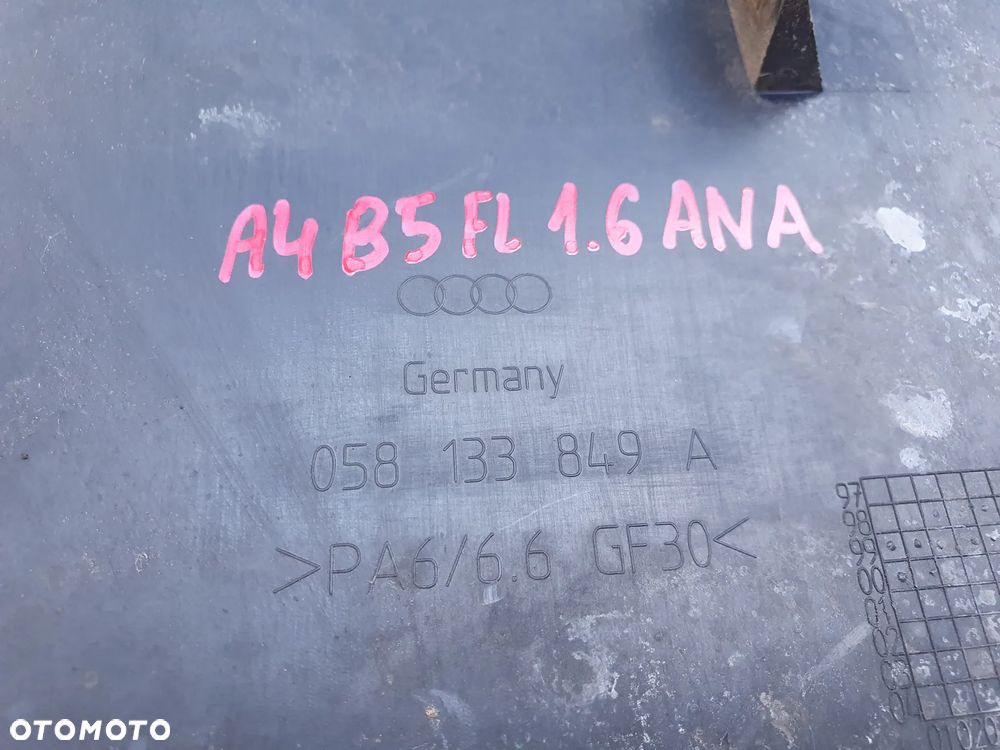 A4 B5 FL 1.6 ANA
Germany
058 133 849 A
>PA6/6.6 GF30<
97
98
99
00
02
03
OTOMOTO